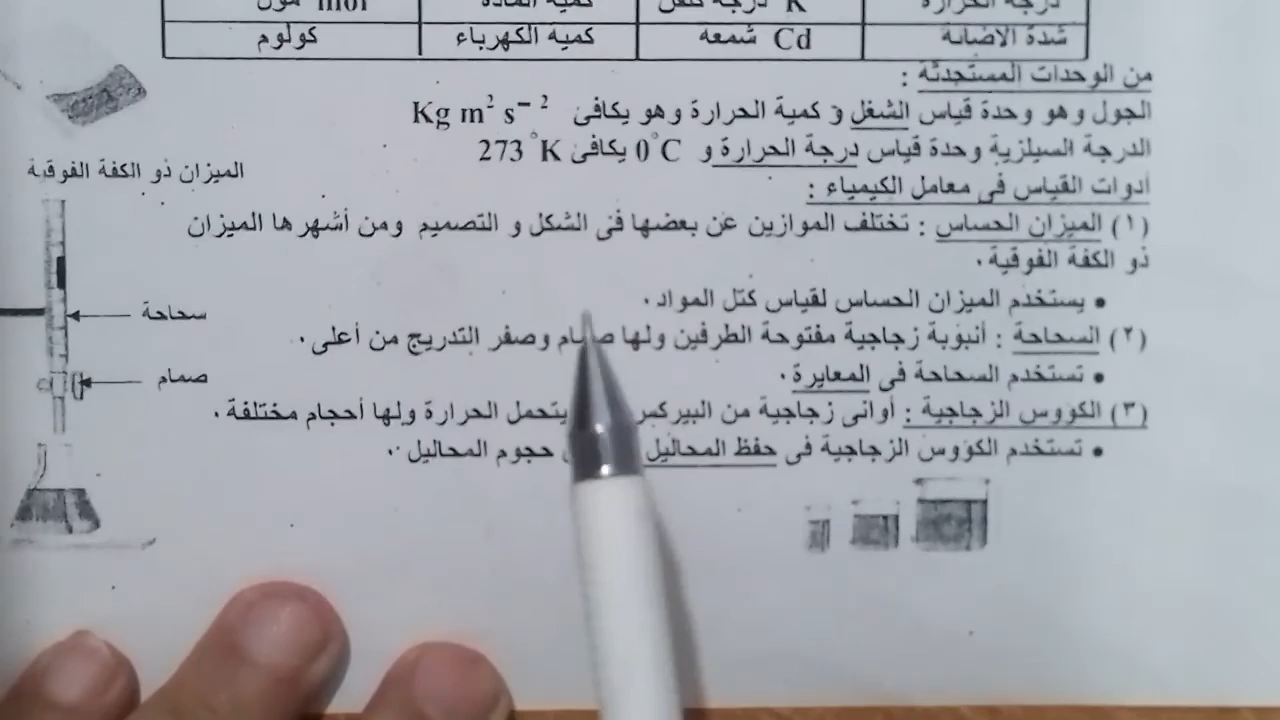 درجة الحرارة K درجة كلفن كمية المادة mol مول
شدة الاضائة Cd شمعه كمية الكهرباء كولوم
من الوحدات المستجدثة :
الجول وهو وحدة قياس الشغل و كمية الحرارة وهو يكافئ Kg m² s⁻ ²
الدرجة السيلزية وحدة قياس درجة الحرارة و 0°C يكافئ 273 °K
الميزان ذو الكفة الفوقية
أدوات القياس فى معامل الكيمياء :
(١) الميزان الحساس : تختلف الموازين عن بعضها فى الشكل و التصميم ومن أشهرها الميزان
ذو الكفة الفوقية.
• يستخدم الميزان الحساس لقياس كتل المواد.
سحاحة
(٢) السحاحة : أنبوبة زجاجية مفتوحة الطرفين ولها صمام وصفر التدريج من أعلى.
• تستخدم السحاحة فى المعايرة.
صمام
(٣) الكؤوس الزجاجية : أوانى زجاجية من البيركس يتحمل الحرارة ولها أحجام مختلفة.
• تستخدم الكؤوس الزجاجية فى حفظ المحاليل حجوم المحاليل.